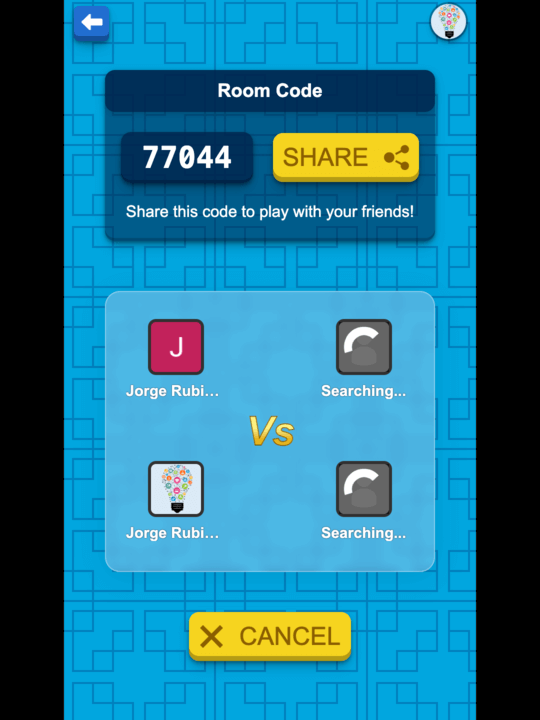 Room Code
77044
SHARE
Share this code to play with your friends!
J
Jorge Rubi...
Searching...
Vs
Jorge Rubi...
Searching...
CANCEL